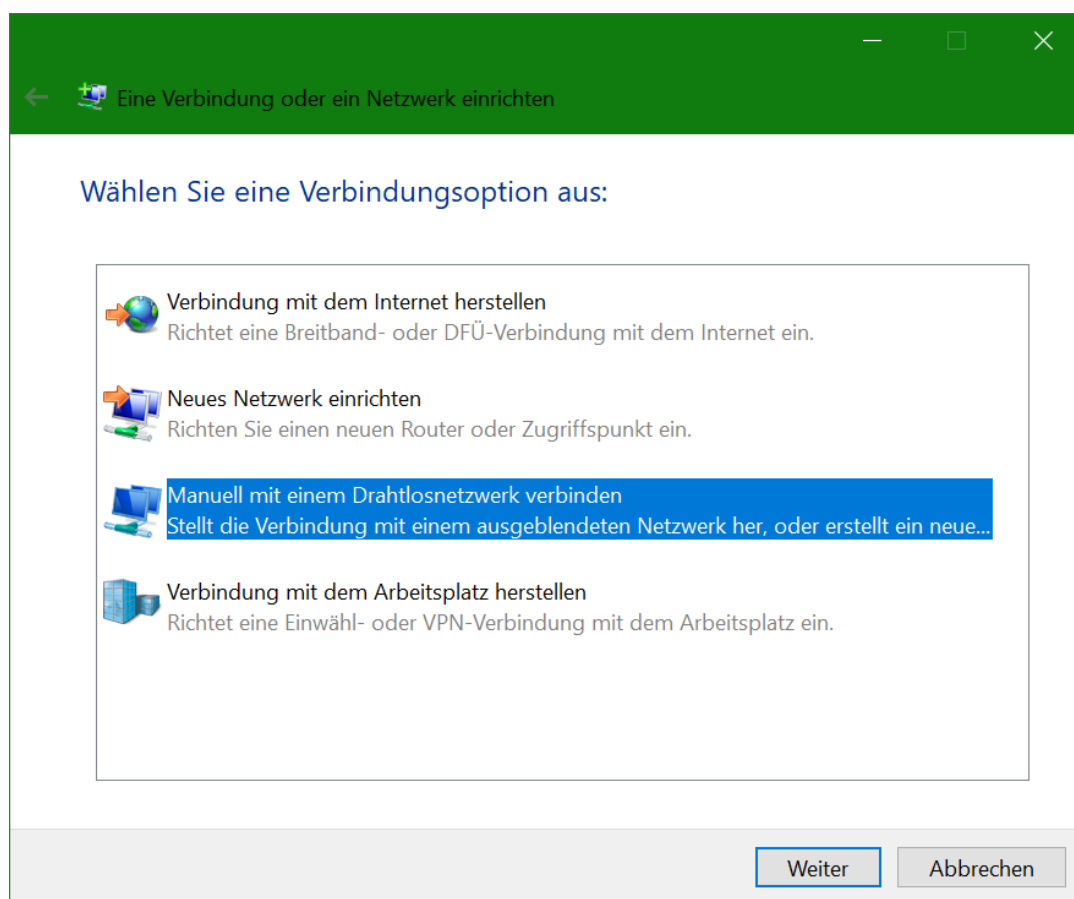 Eine Verbindung oder ein Netzwerk einrichten
Wählen Sie eine Verbindungsoption aus:
Verbindung mit dem Internet herstellen
Richtet eine Breitband- oder DFÜ-Verbindung mit dem Internet ein.
Neues Netzwerk einrichten
Richten Sie einen neuen Router oder Zugriffspunkt ein.
Manuell mit einem Drahtlosnetzwerk verbinden
Stellt die Verbindung mit einem ausgeblendeten Netzwerk her, oder erstellt ein neue...
Verbindung mit dem Arbeitsplatz herstellen
Richtet eine Einwähl- oder VPN-Verbindung mit dem Arbeitsplatz ein.
Weiter Abbrechen